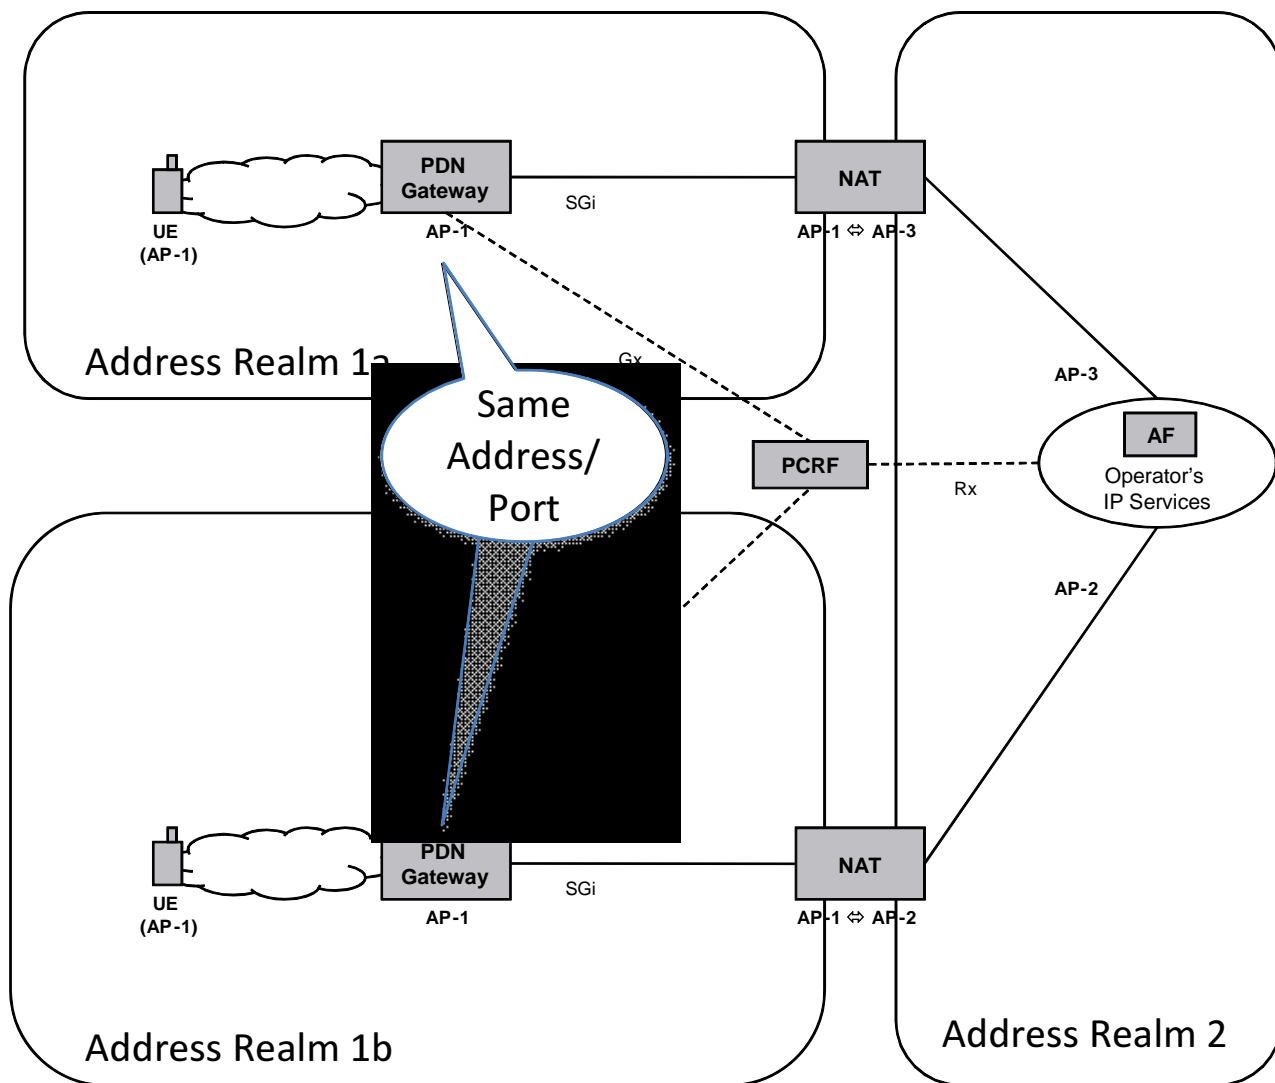 PDN
Gateway
NAT
SGi
UE
(AP-1)
AP-1
AP-1 ⇔ AP-3
Address Realm 1a
Gx
AP-3
Same
Address/
Port
PCRF
Rx
AF
Operator's
IP Services
AP-2
PDN
Gateway
NAT
SGi
UE
(AP-1)
AP-1
AP-1 ⇔ AP-2
Address Realm 1b
Address Realm 2